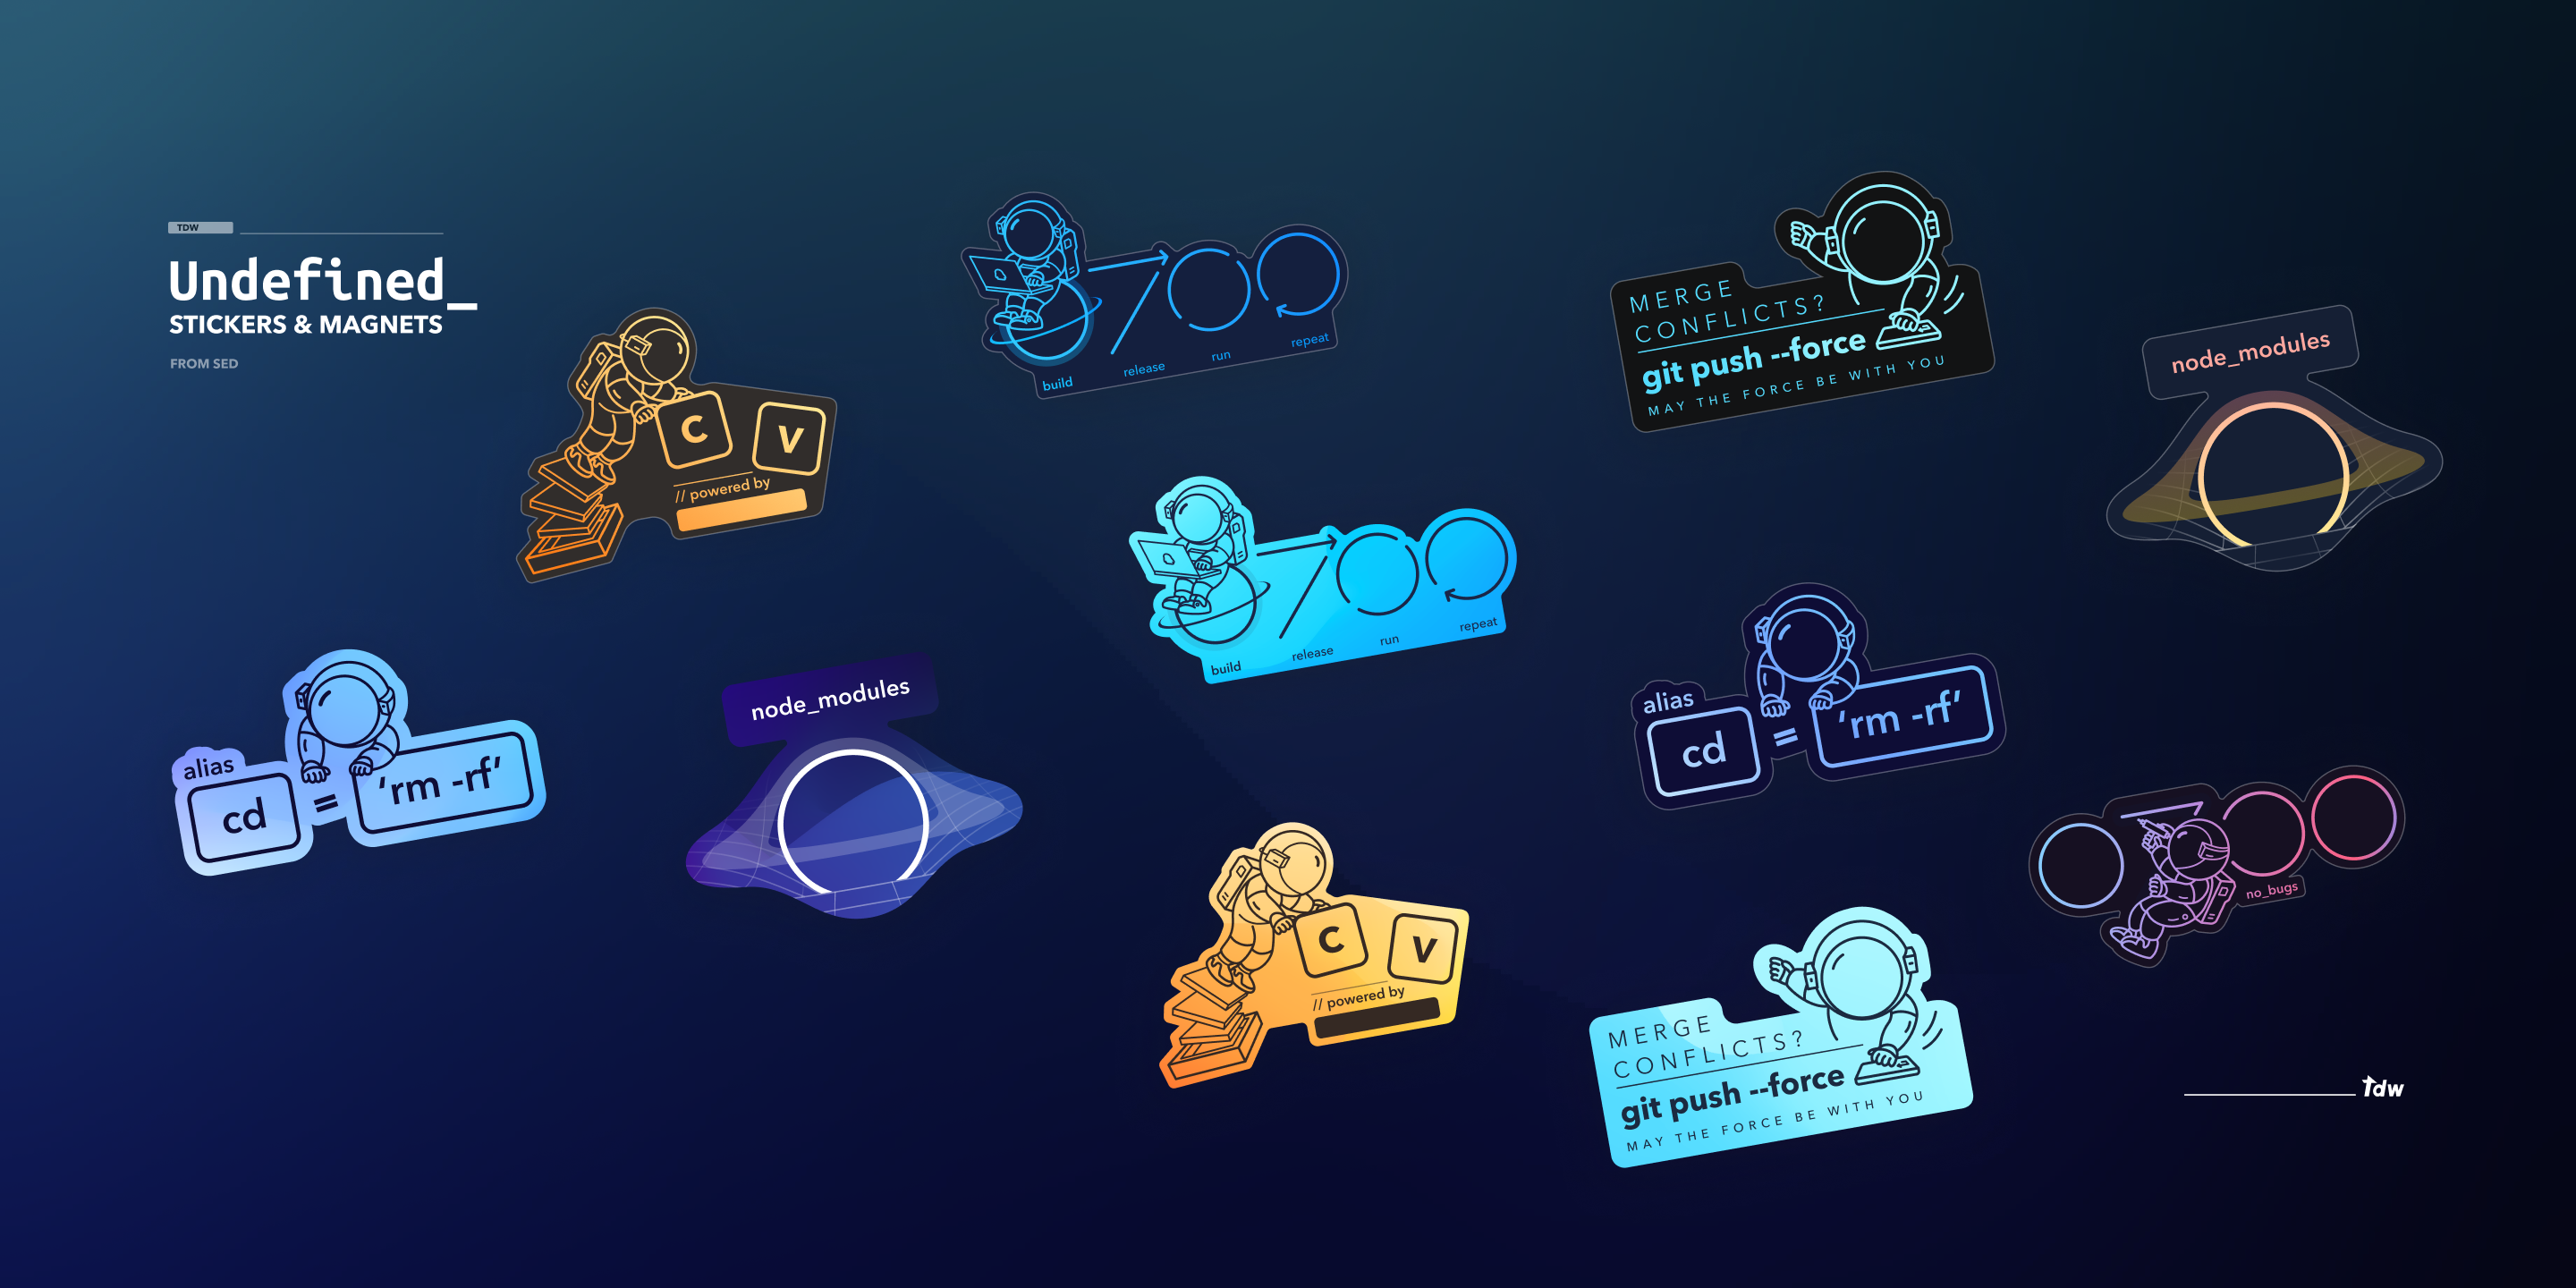 TDW
Undefined_
STICKERS & MAGNETS
FROM SED
C V
// powered by
build release run repeat
MERGE
CONFLICTS?
git push --force
MAY THE FORCE BE WITH YOU
node_modules
build release run repeat
alias
cd = ‘rm -rf’
node_modules
alias
cd = ‘rm -rf’
no_bugs
C V
// powered by
MERGE
CONFLICTS?
git push --force
MAY THE FORCE BE WITH YOU
tdw